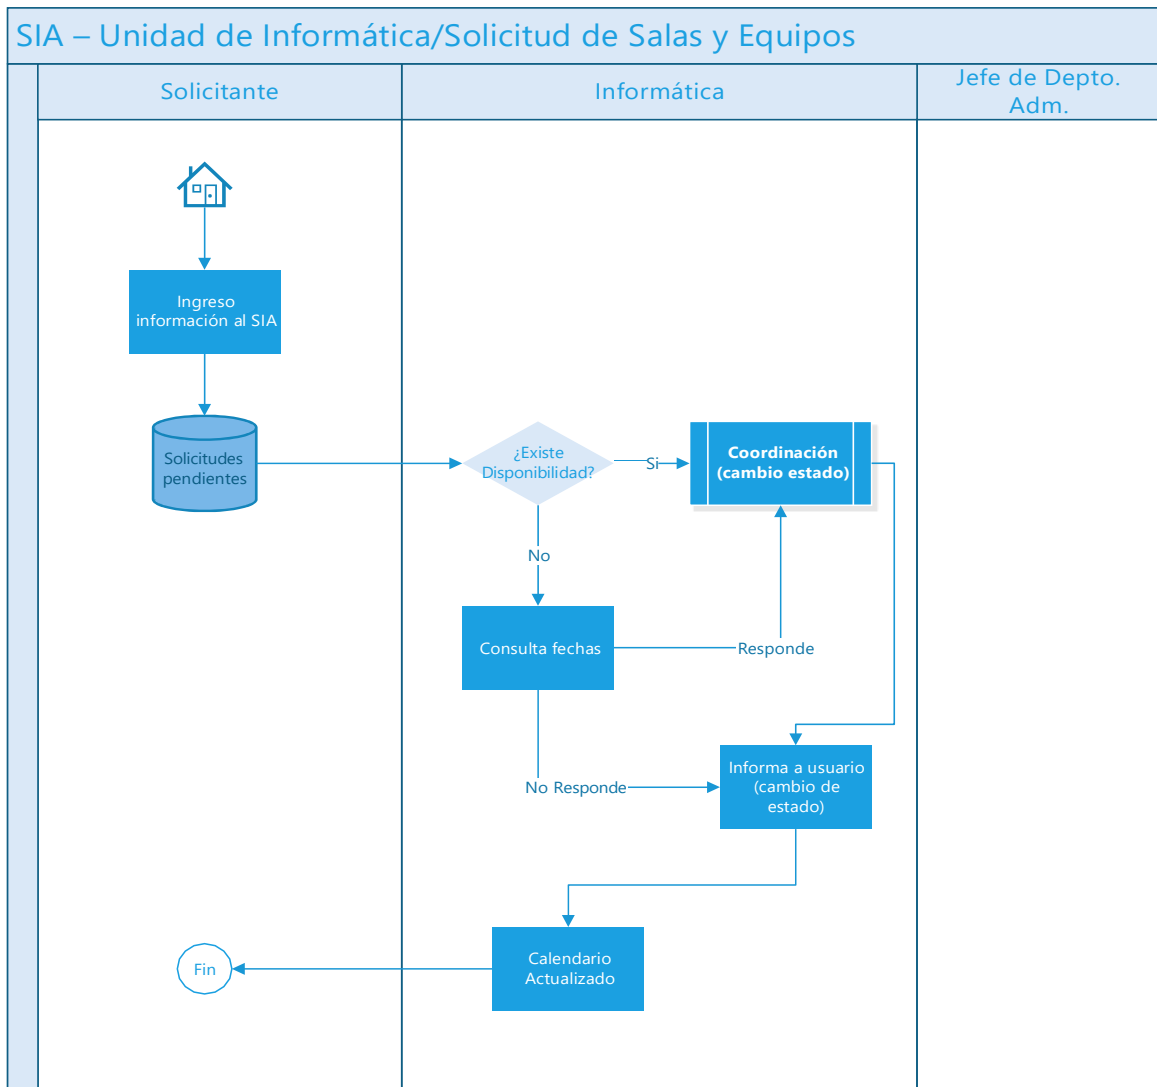 SIA – Unidad de Informática/Solicitud de Salas y Equipos
Solicitante
Informática
Jefe de Depto.
Adm.
Ingreso
información al SIA
Solicitudes
pendientes
¿Existe
Disponibilidad?
Si
Coordinación
(cambio estado)
No
Consulta fechas
Responde
No Responde
Informa a usuario
(cambio de
estado)
Calendario
Actualizado
Fin